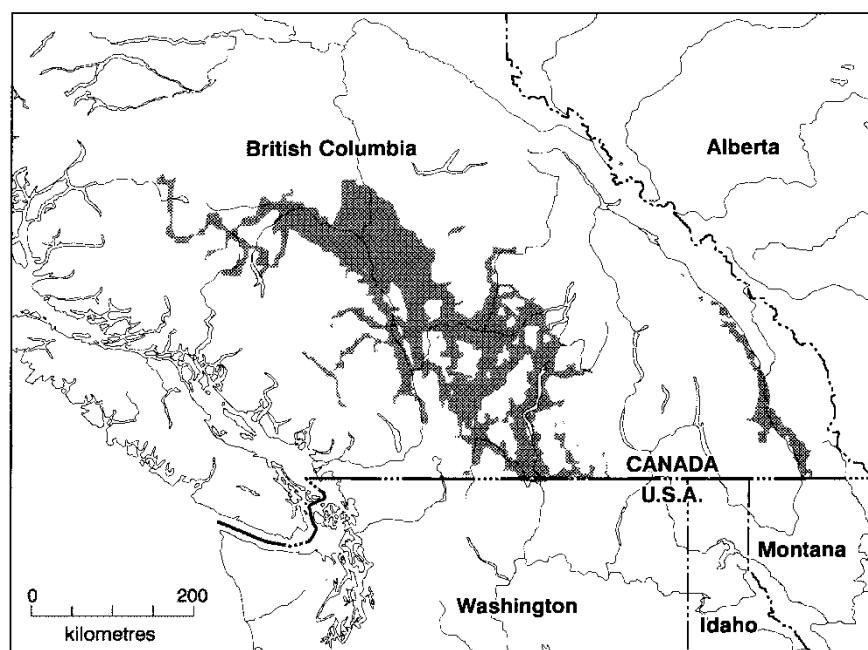 British Columbia
Alberta
CANADA
U.S.A.
Montana
0 200
kilometres
Washington
Idaho